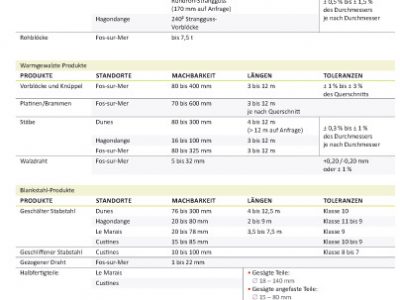 Rundroh-Strangguss
(170 mm auf Anfrage)
± 0,5 % bis ± 1,5 %
des Durchmessers
je nach Durchmesser
Hagondange 240² Strangguss-
Vorblöcke
Rohblöcke Fos-sur-Mer bis 7,5 t
Warmgewalzte Produkte
PRODUKTE STANDORTE MACHBARKEIT LÄNGEN TOLERANZEN
Vorblöcke und Knüppel Fos-sur-Mer 80 bis 400 mm 3 bis 12 m ± 1 % bis ± 3 %
des Querschnitts
Platinen/Brammen Fos-sur-Mer 70 bis 600 mm 3 bis 12 m
je nach Querschnitt
Stäbe Dunes 80 bis 300 mm 4 bis 12 m
(> 12 m auf Anfrage)
± 0,3 % bis ± 1 %
des Durchmessers
je nach Durchmesser
Hagondange 16 bis 100 mm 3 bis 12 m
Fos-sur-Mer 80 bis 325 mm 3 bis 12 m
Walzdraht Fos-sur-Mer 5 bis 32 mm +0,20 /-0,20 mm
oder ± 1 %
Blankstahl-Produkte
PRODUKTE STANDORTE MACHBARKEIT LÄNGEN TOLERANZEN
Geschälter Stabstahl Dunes 76 bis 300 mm 4 bis 12,5 m Klasse 10
Hagondange 20 bis 80 mm 2 bis 9 m Klasse 11 bis 9
Le Marais 20 bis 78 mm 3,5 bis 7,5 m Klasse 9
Custines 35 bis 85 mm Klasse 10 bis 9
Geschliffener Stabstahl Custines 10 bis 100 mm Klasse 8 bis 7
Gezogener Draht Fos-sur-Mer 1 bis 22 mm
Halbfertigteile Le Marais • Gesägte Teile:
∅ 18 – 140 mm
Custines • Gesägte angefaste Teile:
∅ 15 – 80 mm